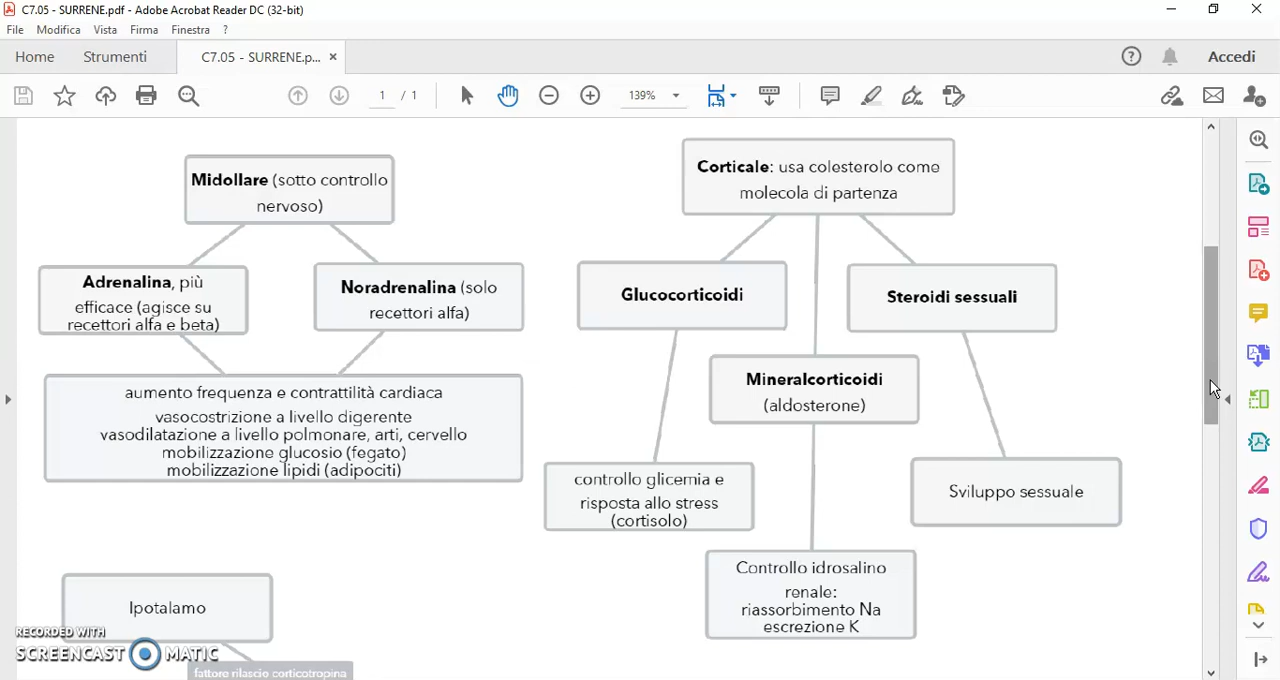 C7.05 - SURRENE.pdf - Adobe Acrobat Reader DC (32-bit)
File Modifica Vista Firma Finestra ?
Home Strumenti C7.05 - SURRENE.p... × Accedi
1 / 1 139%
Midollare (sotto controllo
nervoso)
Adrenalina, più
efficace (agisce su
recettori alfa e beta)
Noradrenalina (solo
recettori alfa)
aumento frequenza e contrattilità cardiaca
vasocostrizione a livello digerente
vasodilatazione a livello polmonare, arti, cervello
mobilizzazione glucosio (fegato)
mobilizzazione lipidi (adipociti)
Corticale: usa colesterolo come
molecola di partenza
Glucocorticoidi
Steroidi sessuali
Mineralcorticoidi
(aldosterone)
controllo glicemia e
risposta allo stress
(cortisolo)
Sviluppo sessuale
Controllo idrosalino
renale:
riassorbimento Na
escrezione K
Ipotalamo
fattore rilascio corticotropina
RECORDED WITH
SCREENCAST MATIC